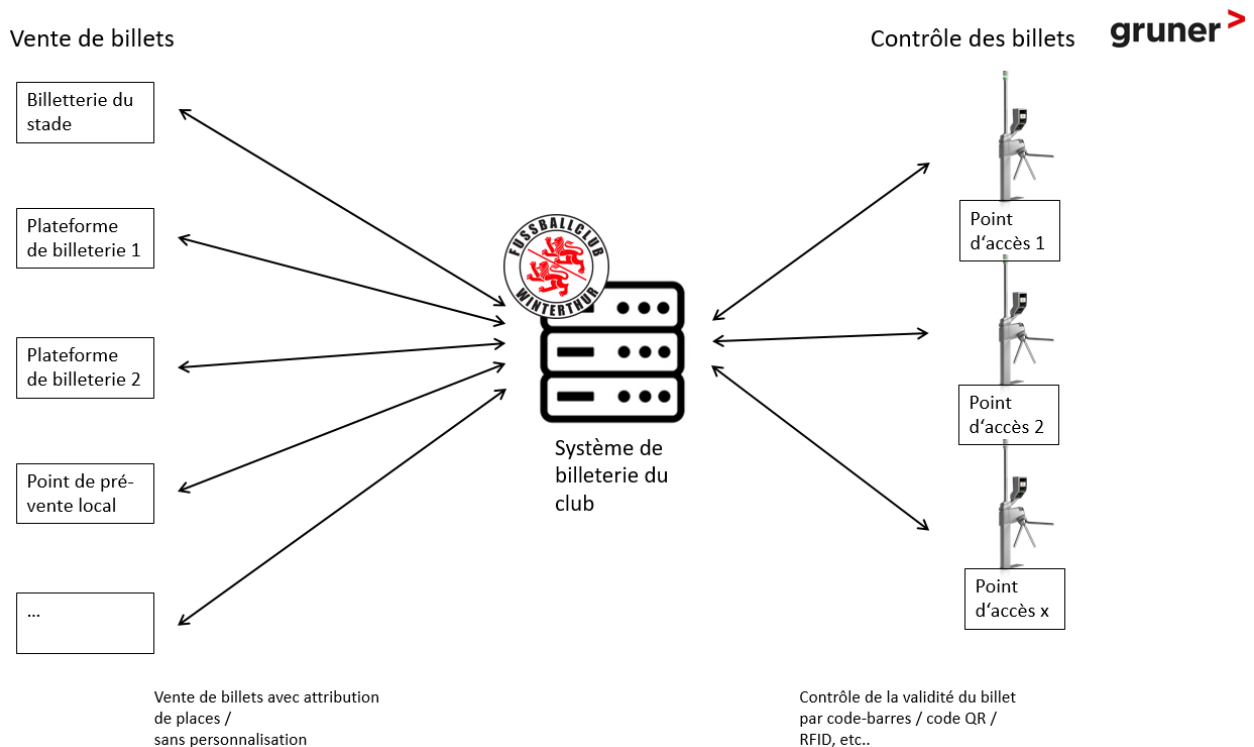 Vente de billets
Contrôle des billets
gruner >
Billetterie du
stade
Plateforme
de billeterie 1
Plateforme
de billeterie 2
Point de pré-
vente local
...
FUSSBALLCLUB
WINTERTHUR
Système de
billeterie du
club
Point
d‘accès 1
Point
d‘accès 2
Point
d‘accès x
Vente de billets avec attribution
de places /
sans personnalisation
Contrôle de la validité du billet
par code-barres / code QR /
RFID, etc..